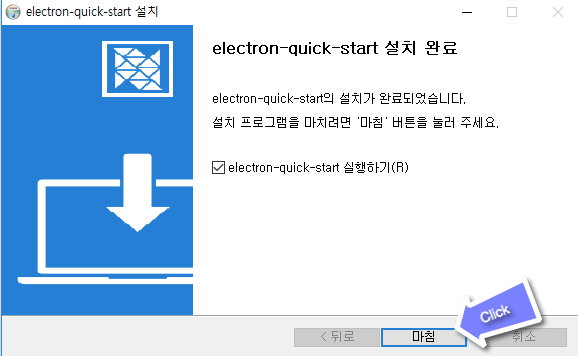 electron-quick-start 설치
electron-quick-start 설치 완료
electron-quick-start의 설치가 완료되었습니다.
설치 프로그램을 마치려면 '마침' 버튼을 눌러 주세요.
electron-quick-start 실행하기(R)
Click
< 뒤로 마침 취소